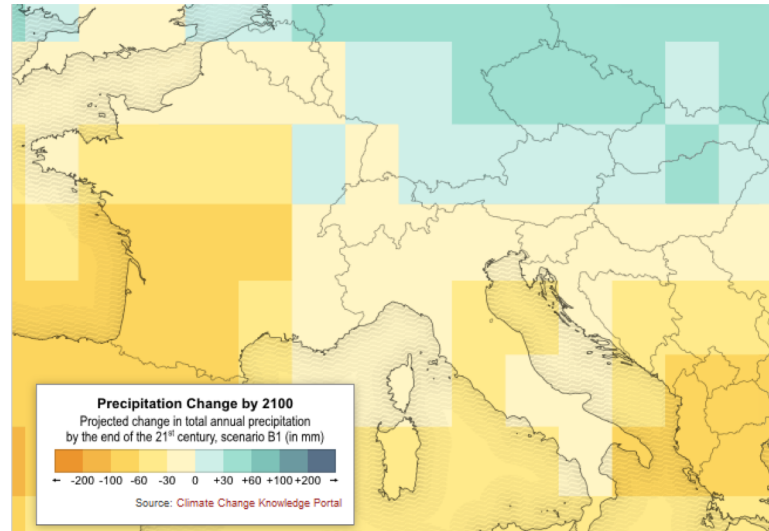 Precipitation Change by 2100
Projected change in total annual precipitation
by the end of the 21st century, scenario B1 (in mm)
← -200 -100 -60 -30 0 +30 +60 +100 +200 →
Source: Climate Change Knowledge Portal